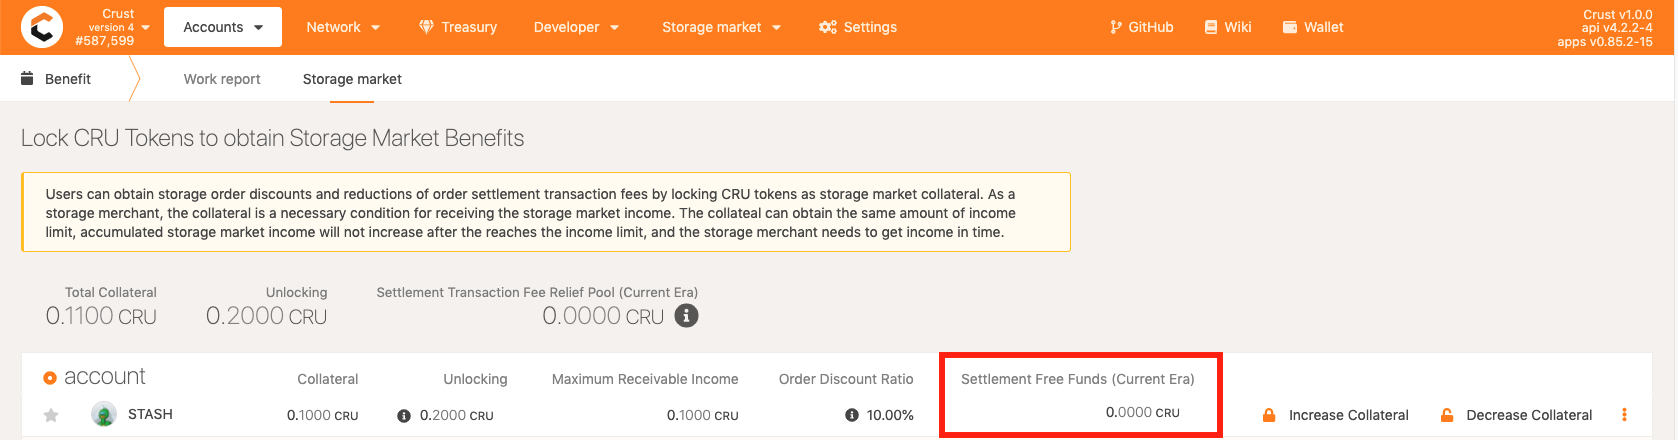 Crust
version 4
#587,599
Accounts
Network
Treasury
Developer
Storage market
Settings
GitHub
Wiki
Wallet
Crust v1.0.0
api v4.2.2-4
apps v0.85.2-15
Benefit
Work report
Storage market
Lock CRU Tokens to obtain Storage Market Benefits
Users can obtain storage order discounts and reductions of order settlement transaction fees by locking CRU tokens as storage market collateral. As a
storage merchant, the collateral is a necessary condition for receiving the storage market income. The collateal can obtain the same amount of income
limit, accumulated storage market income will not increase after the reaches the income limit, and the storage merchant needs to get income in time.
Total Collateral
0.1100 CRU
Unlocking
0.2000 CRU
Settlement Transaction Fee Relief Pool (Current Era)
0.0000 CRU
account
Collateral
Unlocking
Maximum Receivable Income
Order Discount Ratio
Settlement Free Funds (Current Era)
STASH
0.1000 CRU
0.2000 CRU
0.1000 CRU
10.00%
0.0000 CRU
Increase Collateral
Decrease Collateral